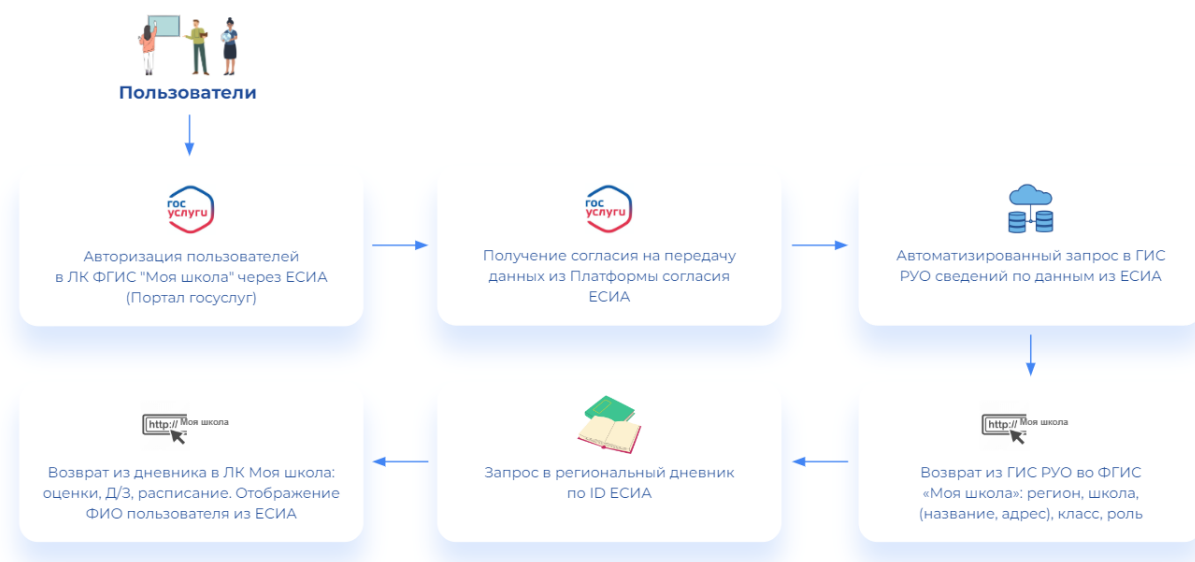 Пользователи
гос
услуги
Авторизация пользователей
в ЛК ФГИС "Моя школа" через ЕСИА
(Портал госуслуг)
гос
услуги
Получение согласия на передачу
данных из Платформы согласия
ЕСИА
Автоматизированный запрос в ГИС
РУО сведений по данным из ЕСИА
http:// Моя школа
Возврат из дневника в ЛК Моя школа:
оценки, Д/З, расписание. Отображение
ФИО пользователя из ЕСИА
Запрос в региональный дневник
по ID ЕСИА
http:// Моя школа
Возврат из ГИС РУО во ФГИС
«Моя школа»: регион, школа,
(название, адрес), класс, роль